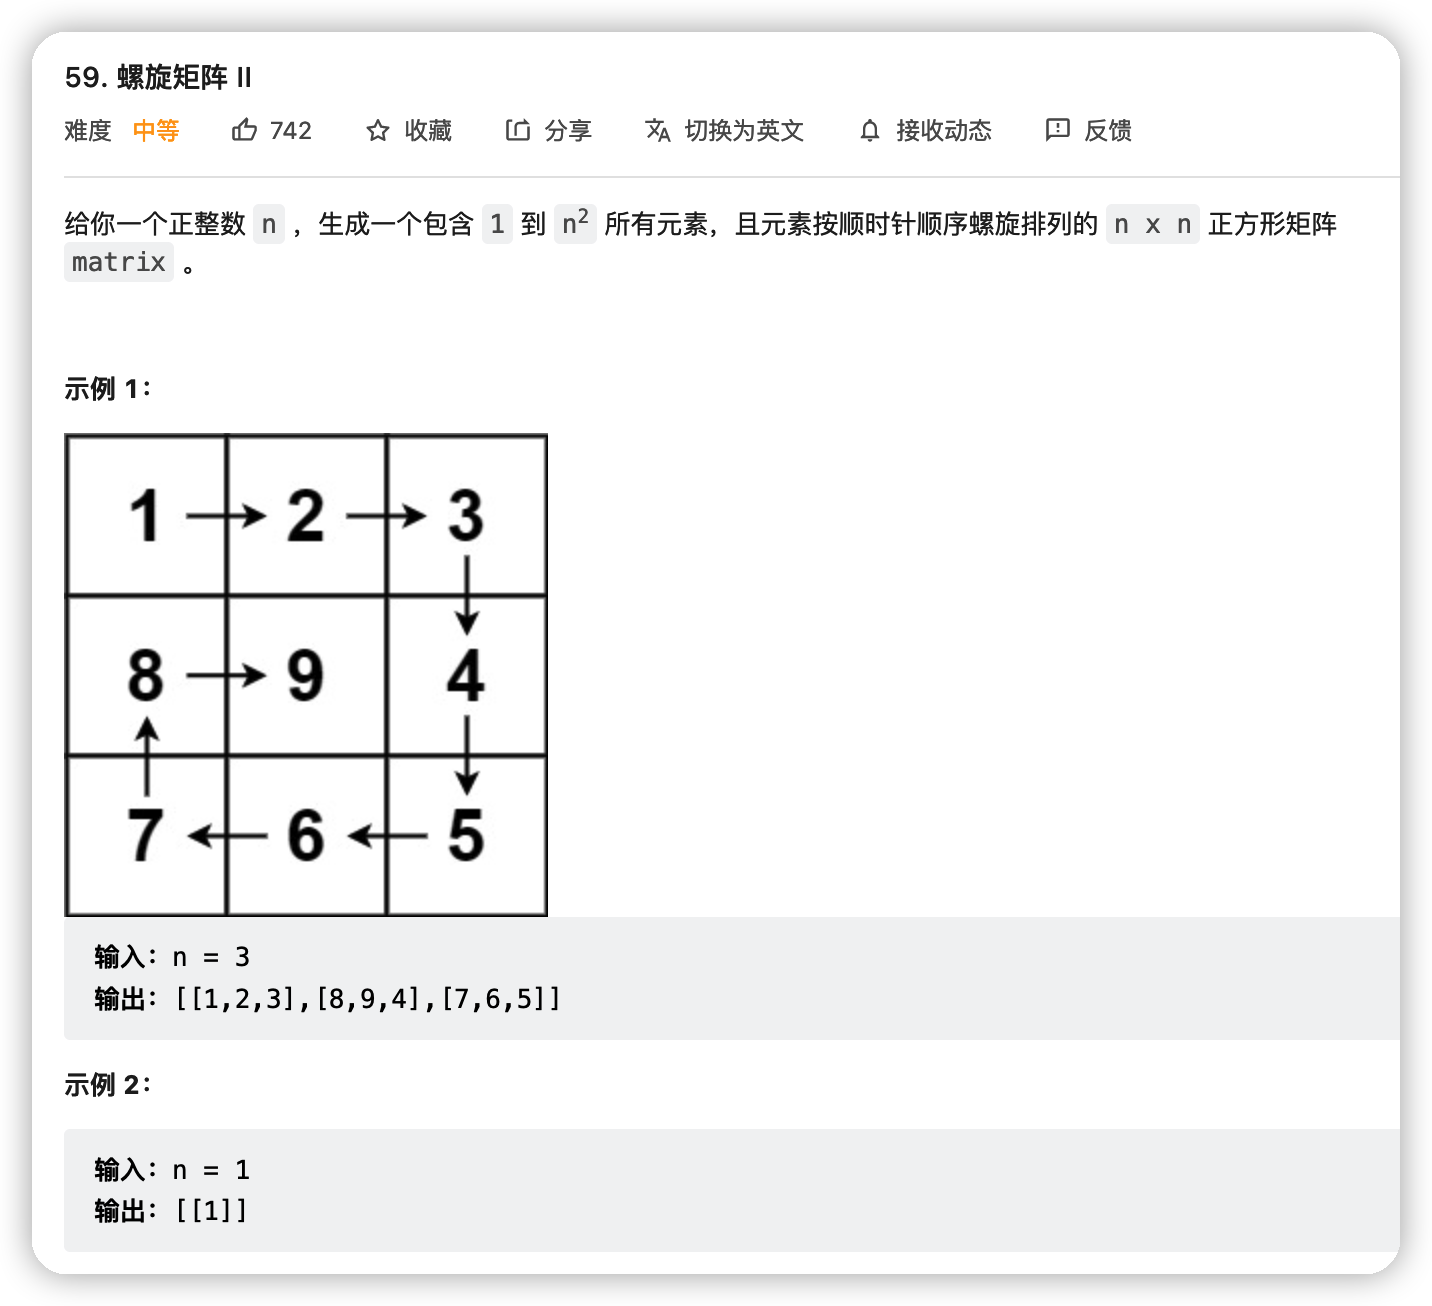 59. 螺旋矩阵 II
难度 中等 742 收藏 分享 切换为英文 接收动态 反馈
给你一个正整数 n ，生成一个包含 1 到 n² 所有元素，且元素按顺时针顺序螺旋排列的 n x n 正方形矩阵
matrix 。
示例 1：
1 2 3
8 9 4
7 6 5
输入：n = 3
输出：[[1,2,3],[8,9,4],[7,6,5]]
示例 2：
输入：n = 1
输出：[[1]]